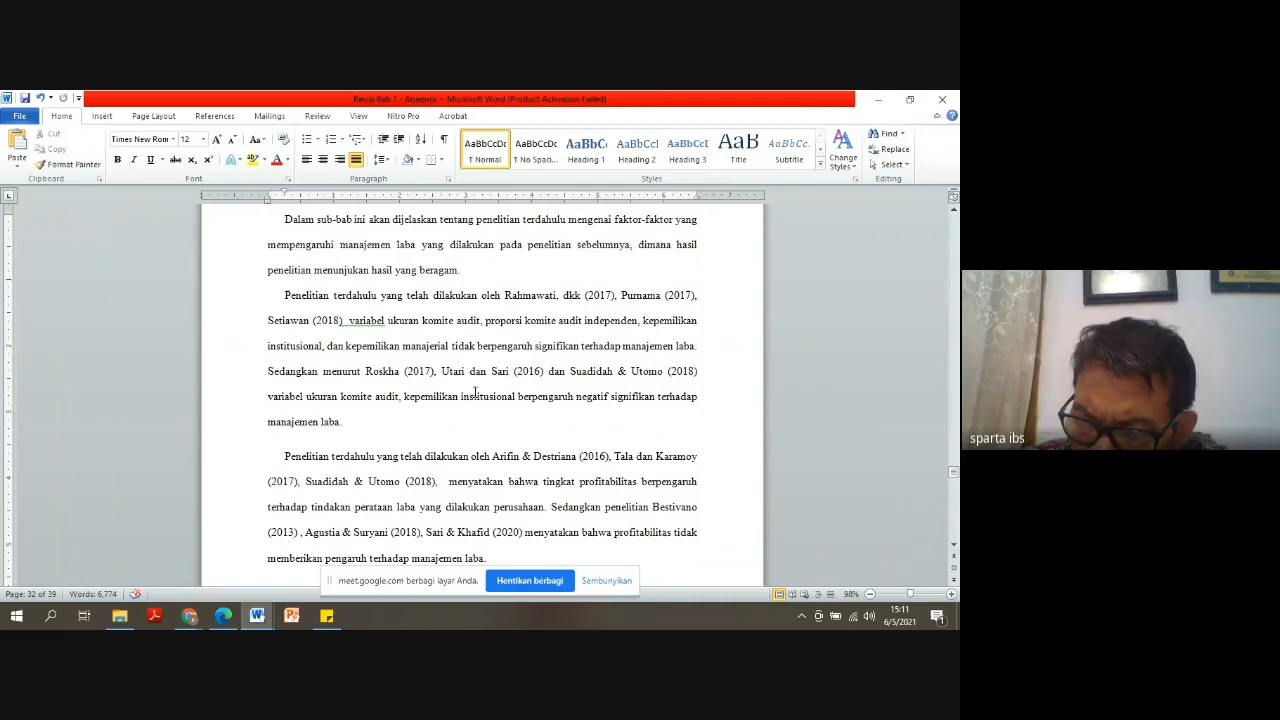 Revisi Bab 1 - Anjepmi - Microsoft Word (Product Activation Failed)
File Home Insert Page Layout References Mailings Review View Nitro Pro Acrobat
Paste
Cut
Copy
Format Painter
Clipboard
Times New Rom 12
Font
Paragraph
AaBbCcDc AaBbCcDc AaBbC AaBbCcI AaBbCcD AaB AaBbCc.
¶ Normal ¶ No Spac... Heading 1 Heading 2 Heading 3 Title Subtitle
Change Styles
Styles
Find
Replace
Select
Editing
Dalam sub-bab ini akan dijelaskan tentang penelitian terdahulu mengenai faktor-faktor yang
mempengaruhi manajemen laba yang dilakukan pada penelitian sebelumnya, dimana hasil
penelitian menunjukan hasil yang beragam.
Penelitian terdahulu yang telah dilakukan oleh Rahmawati, dkk (2017), Purnama (2017),
Setiawan (2018) variabel ukuran komite audit, proporsi komite audit independen, kepemilikan
institusional, dan kepemilikan manajerial tidak berpengaruh signifikan terhadap manajemen laba.
Sedangkan menurut Roskha (2017), Utari dan Sari (2016) dan Suadidah & Utomo (2018)
variabel ukuran komite audit, kepemilikan institusional berpengaruh negatif signifikan terhadap
manajemen laba.
Penelitian terdahulu yang telah dilakukan oleh Arifin & Destriana (2016), Tala dan Karamoy
(2017), Suadidah & Utomo (2018), menyatakan bahwa tingkat profitabilitas berpengaruh
terhadap tindakan perataan laba yang dilakukan perusahaan. Sedangkan penelitian Bestivano
(2013) , Agustia & Suryani (2018), Sari & Khafid (2020) menyatakan bahwa profitabilitas tidak
memberikan pengaruh terhadap manajemen laba.
meet.google.com berbagi layar Anda. Hentikan berbagi Sembunyikan
Page: 32 of 39 Words: 6,774 98%
15:11
6/5/2021
sparta ibs